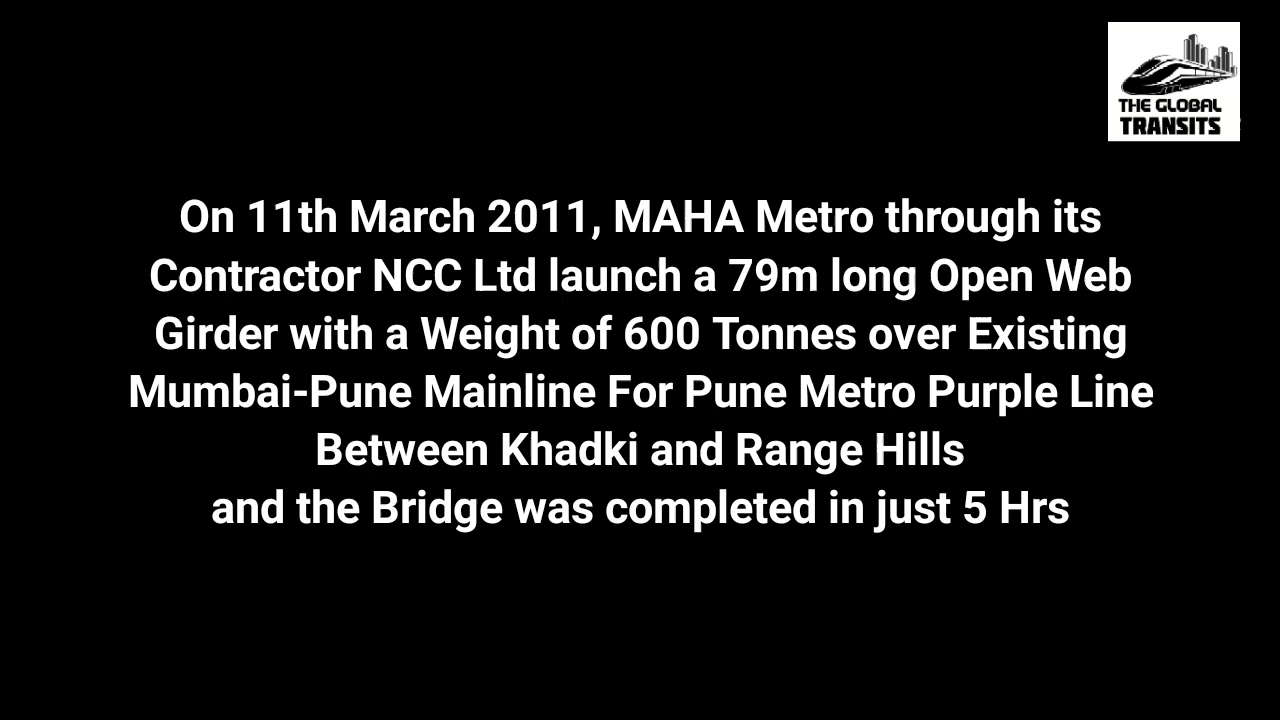 THE GLOBAL
TRANSITS
On 11th March 2011, MAHA Metro through its
Contractor NCC Ltd launch a 79m long Open Web
Girder with a Weight of 600 Tonnes over Existing
Mumbai-Pune Mainline For Pune Metro Purple Line
Between Khadki and Range Hills
and the Bridge was completed in just 5 Hrs